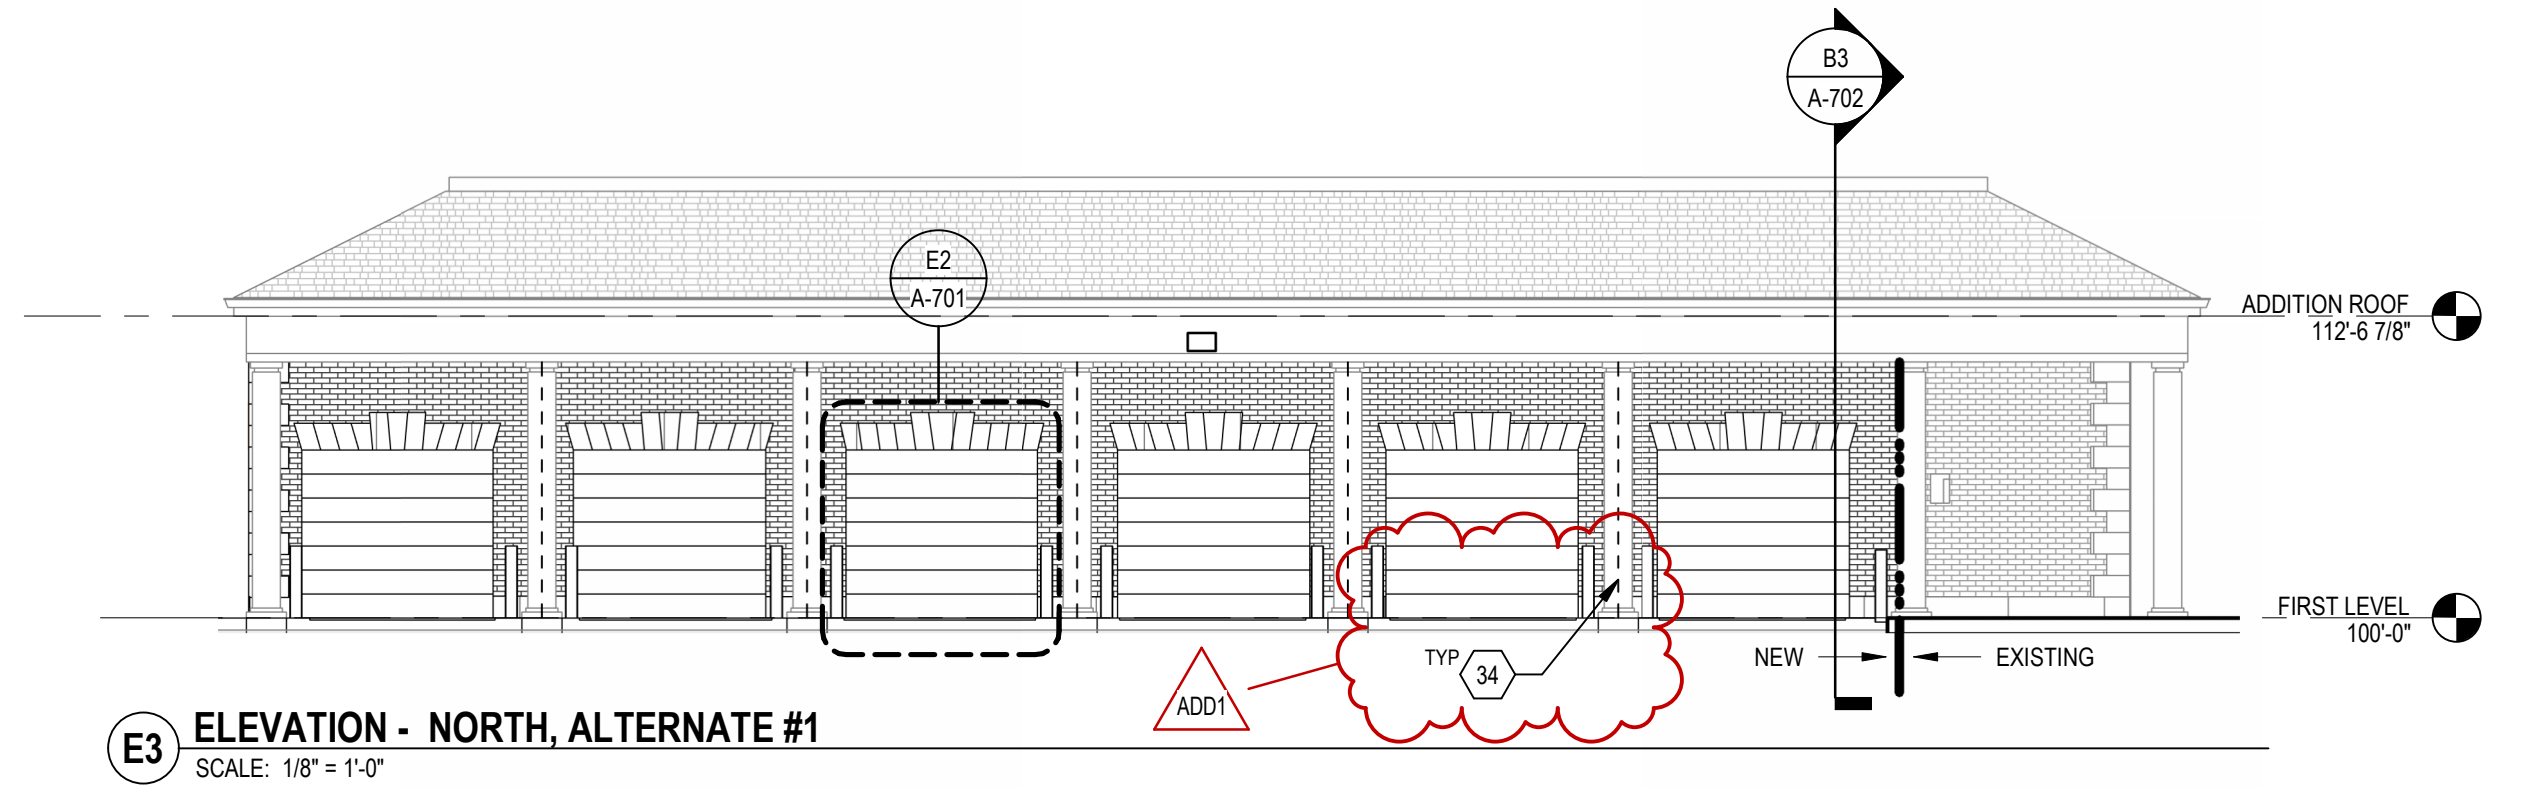 B3
A-702
E2
A-701
ADDITION ROOF
112'-6 7/8"
FIRST LEVEL
100'-0"
NEW
EXISTING
TYP
34
ADD1
E3
ELEVATION - NORTH, ALTERNATE #1
SCALE: 1/8" = 1'-0"